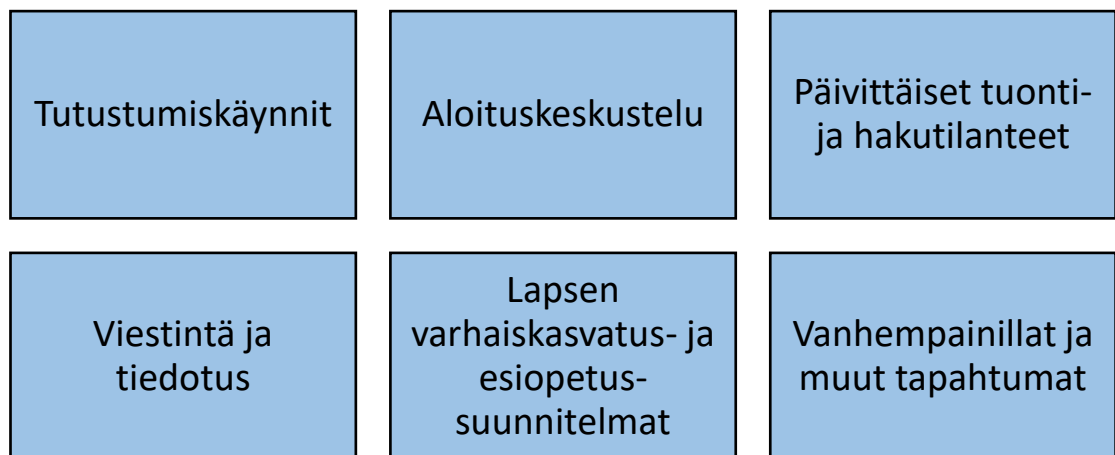 Tutustumiskäynnit
Aloituskeskustelu
Päivittäiset tuonti-
ja hakutilanteet
Viestintä ja
tiedotus
Lapsen
varhaiskasvatus- ja
esiopetus-
suunnitelmat
Vanhempainillat ja
muut tapahtumat